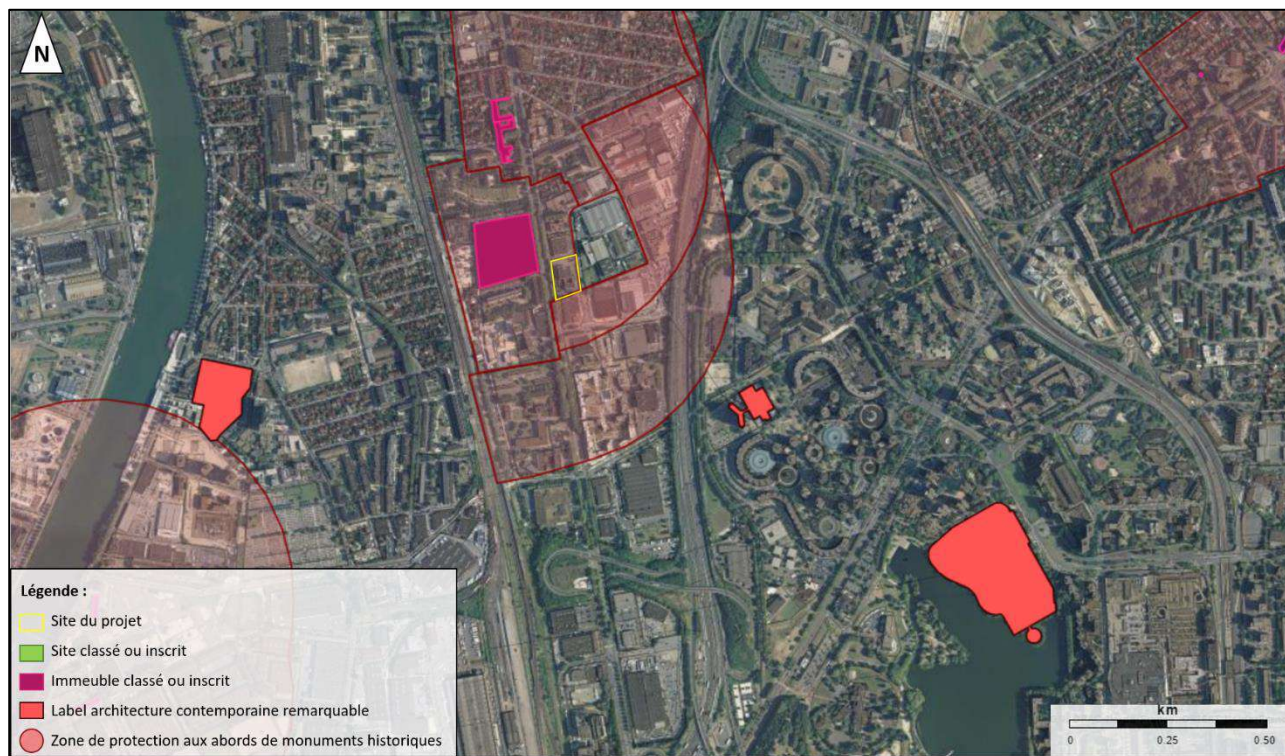 N
Légende :
Site du projet
Site classé ou inscrit
Immeuble classé ou inscrit
Label architecture contemporaine remarquable
Zone de protection aux abords de monuments historiques
km
0 0.25 0.50